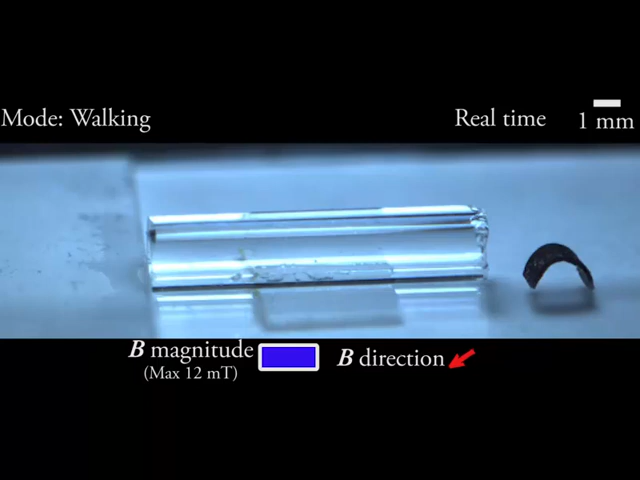 Mode: Walking
Real time
1 mm
B magnitude
(Max 12 mT)
B direction